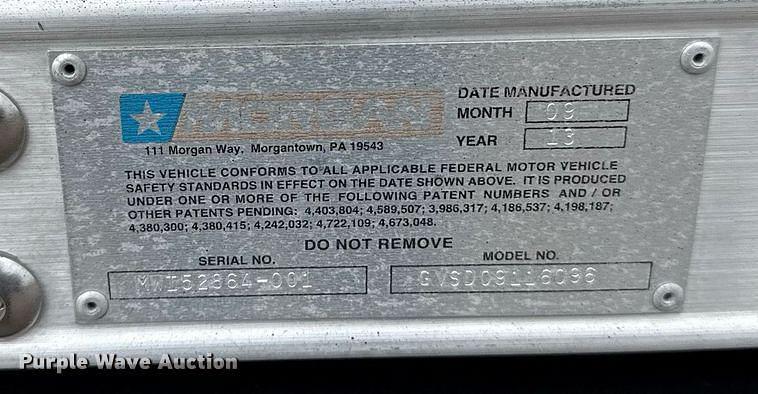 MORGAN
111 Morgan Way, Morgantown, PA 19543
DATE MANUFACTURED
MONTH 09
YEAR 13
THIS VEHICLE CONFORMS TO ALL APPLICABLE FEDERAL MOTOR VEHICLE
SAFETY STANDARDS IN EFFECT ON THE DATE SHOWN ABOVE. IT IS PRODUCED
UNDER ONE OR MORE OF THE FOLLOWING PATENT NUMBERS AND / OR
OTHER PATENTS PENDING: 4,403,804; 4,589,507; 3,986,317; 4,186,537; 4,198,187;
4,380,300; 4,380,415; 4,242,032; 4,722,109; 4,673,048.
DO NOT REMOVE
SERIAL NO. MODEL NO.
MWI52864-001 GVSD09116096
Purple Wave Auction